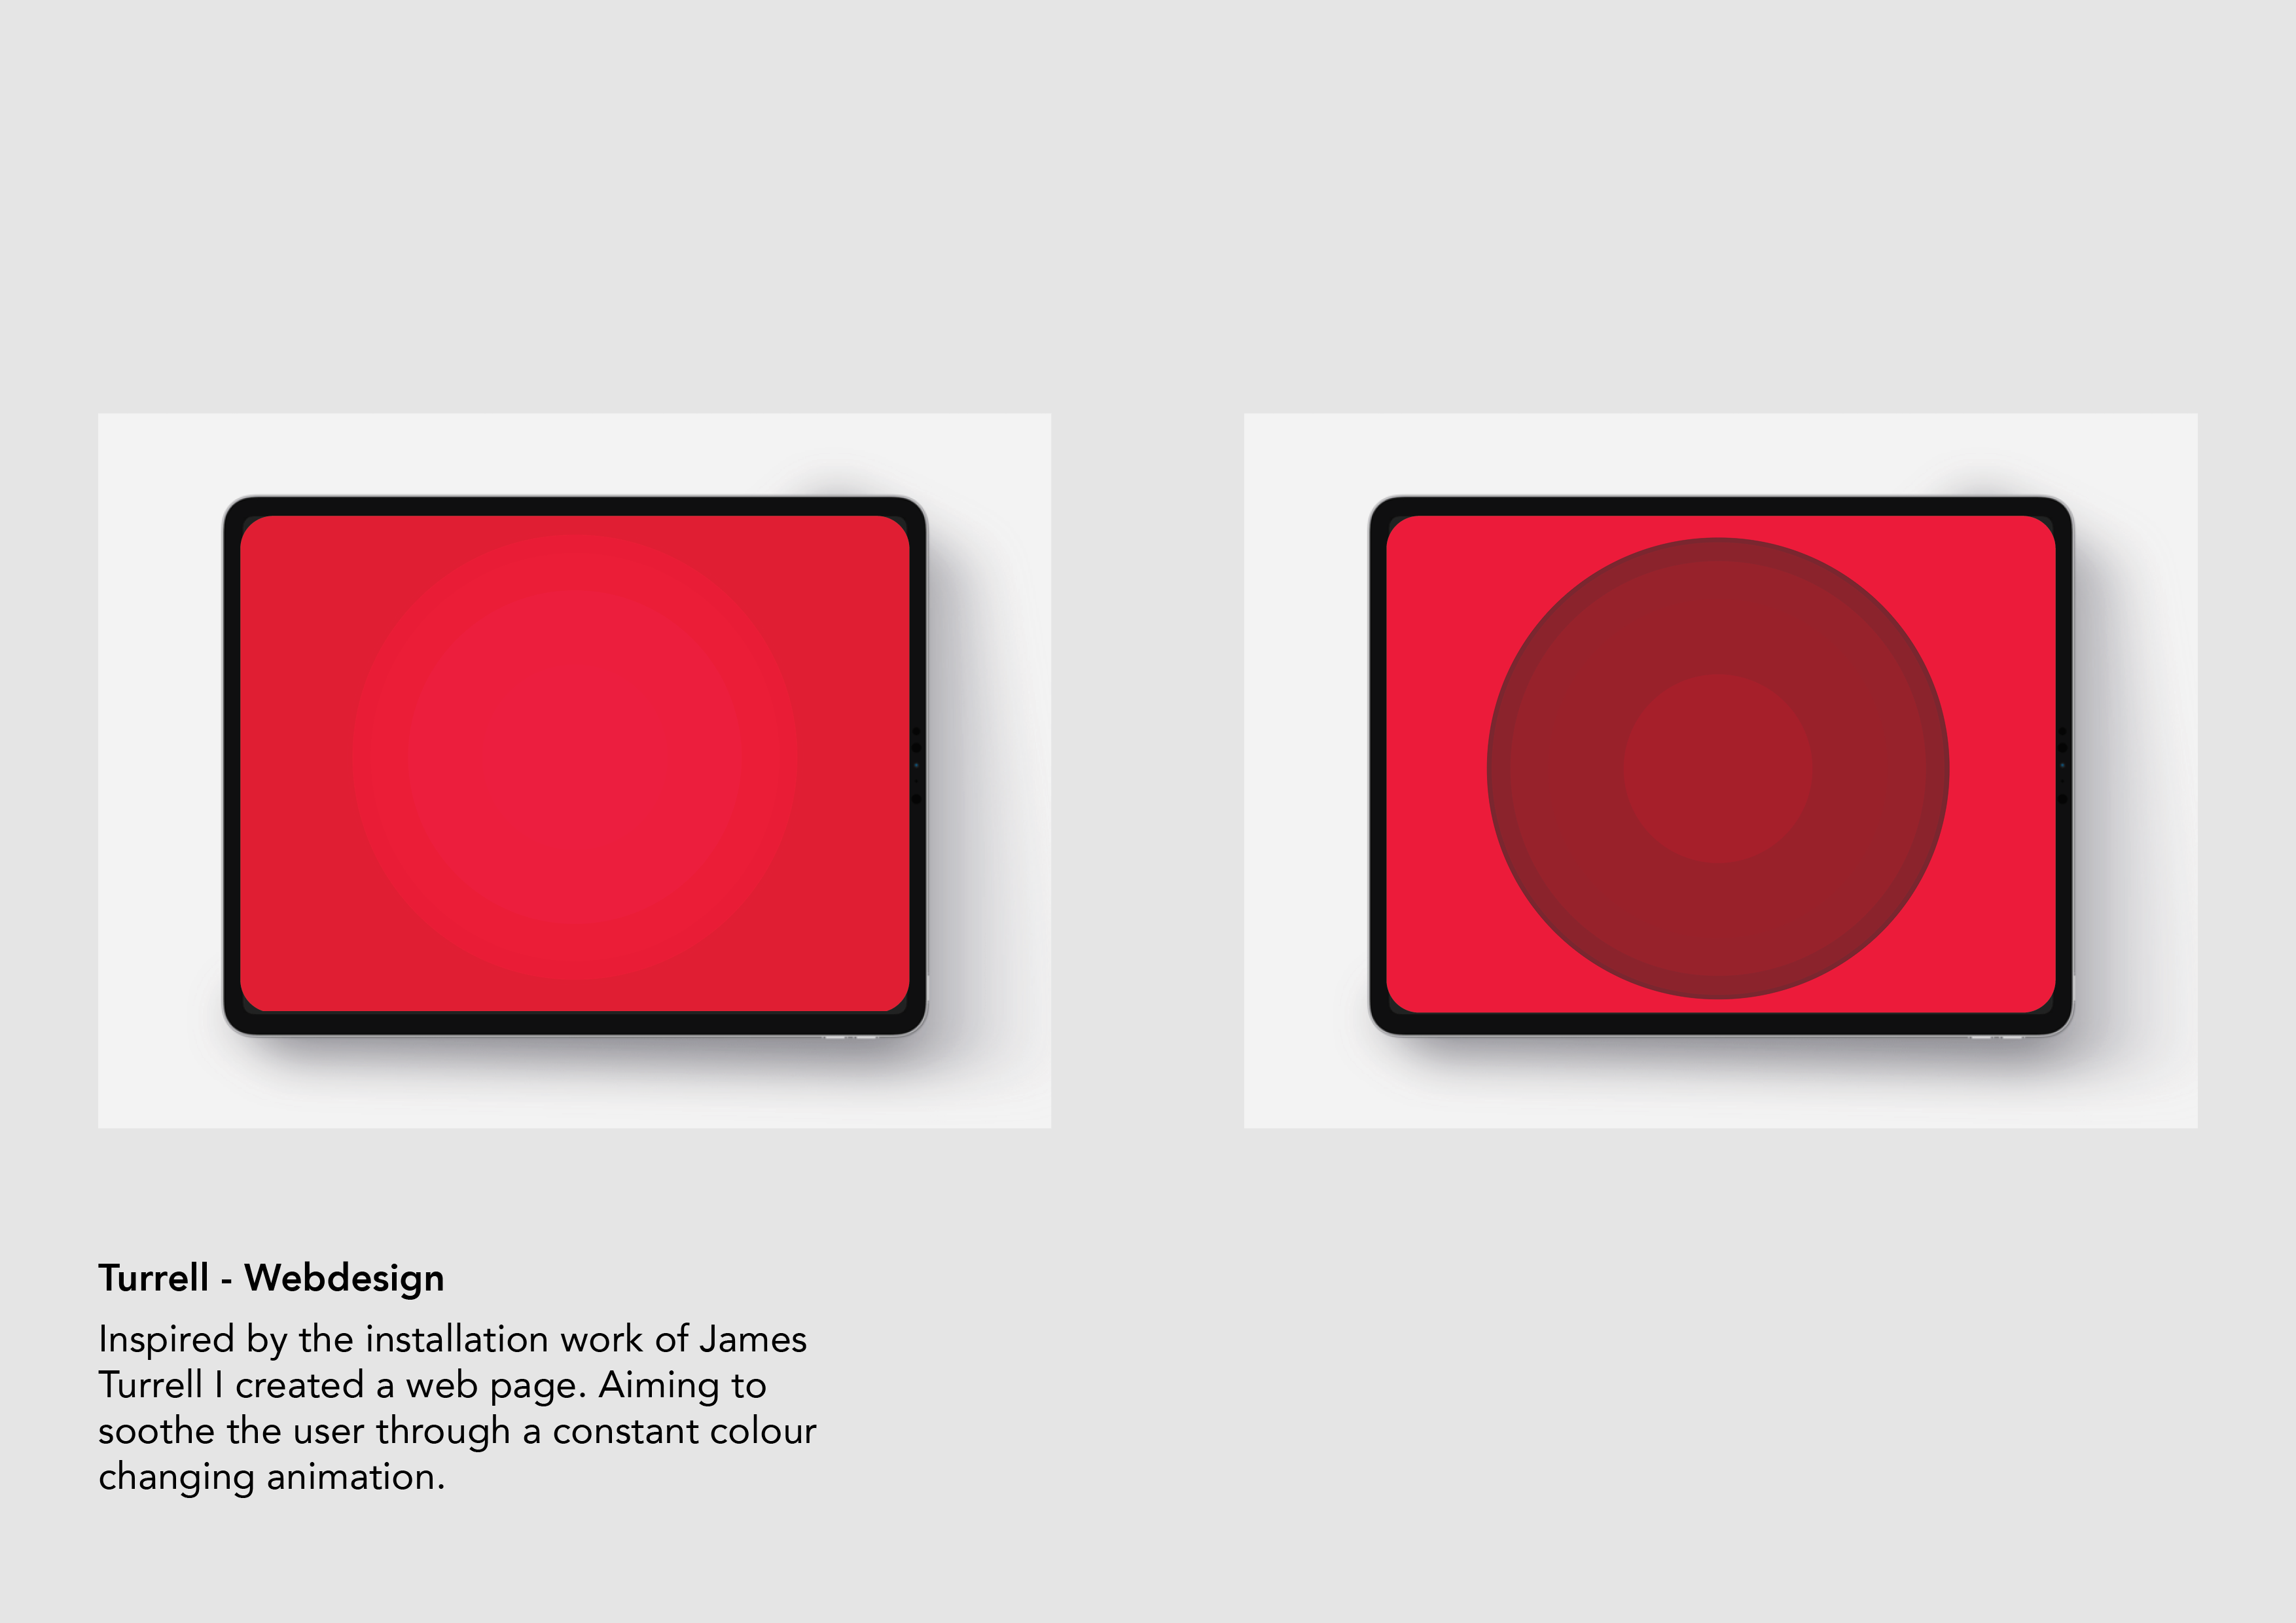 Turrell - Webdesign
Inspired by the installation work of James
Turrell I created a web page. Aiming to
soothe the user through a constant colour
changing animation.